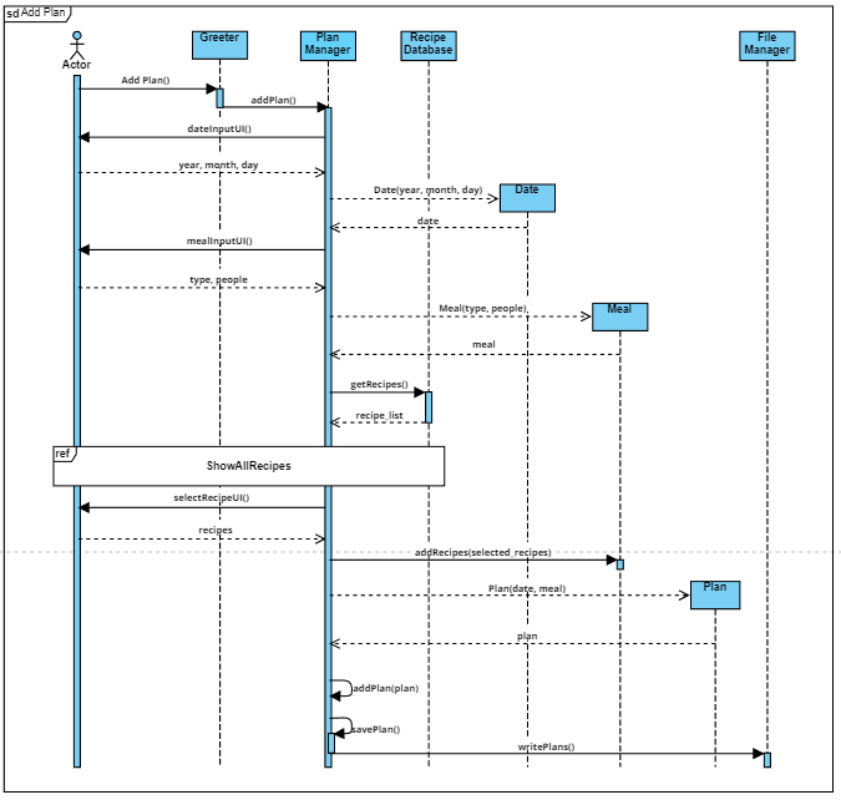 sd Add Plan
Actor
Greeter
Plan
Manager
Recipe
Database
File
Manager
Add Plan()
addPlan()
dateInputUI()
year, month, day
Date(year, month, day)
Date
date
mealInputUI()
type, people
Meal(type, people)
Meal
meal
getRecipes()
recipe_list
ref
ShowAllRecipes
selectRecipeUI()
recipes
addRecipes(selected_recipes)
Plan(date, meal)
Plan
plan
addPlan(plan)
savePlan()
writePlans()